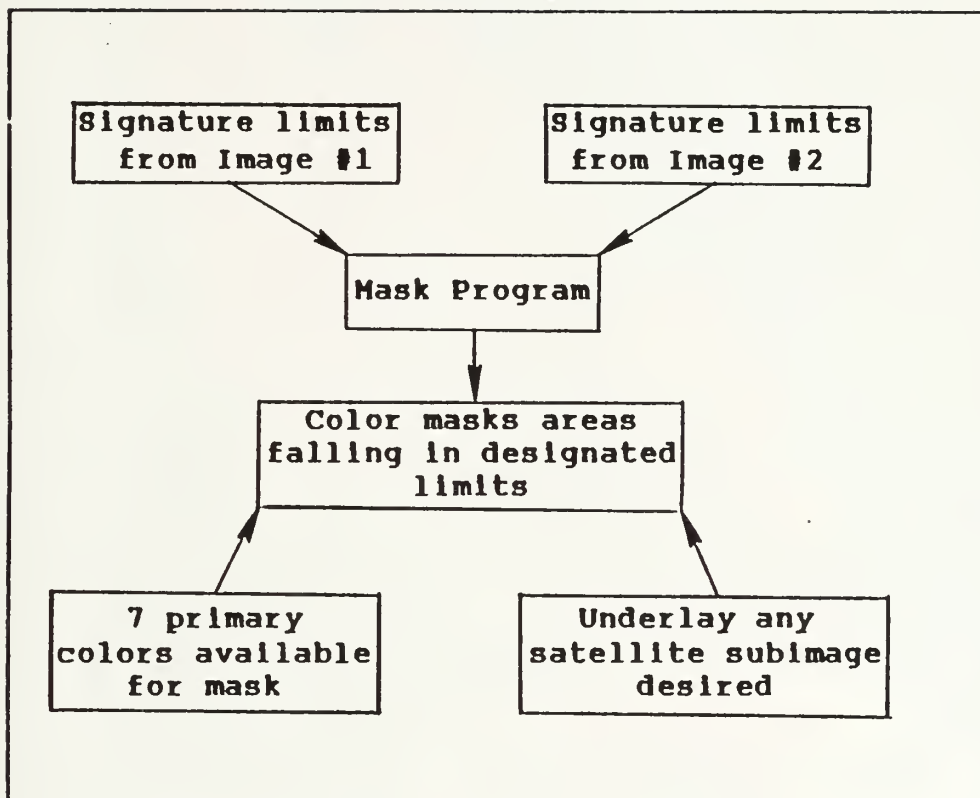 Signature limits
from Image #1
Signature limits
from Image #2
Mask Program
Color masks areas
falling in designated
limits
7 primary
colors available
for mask
Underlay any
satellite subimage
desired